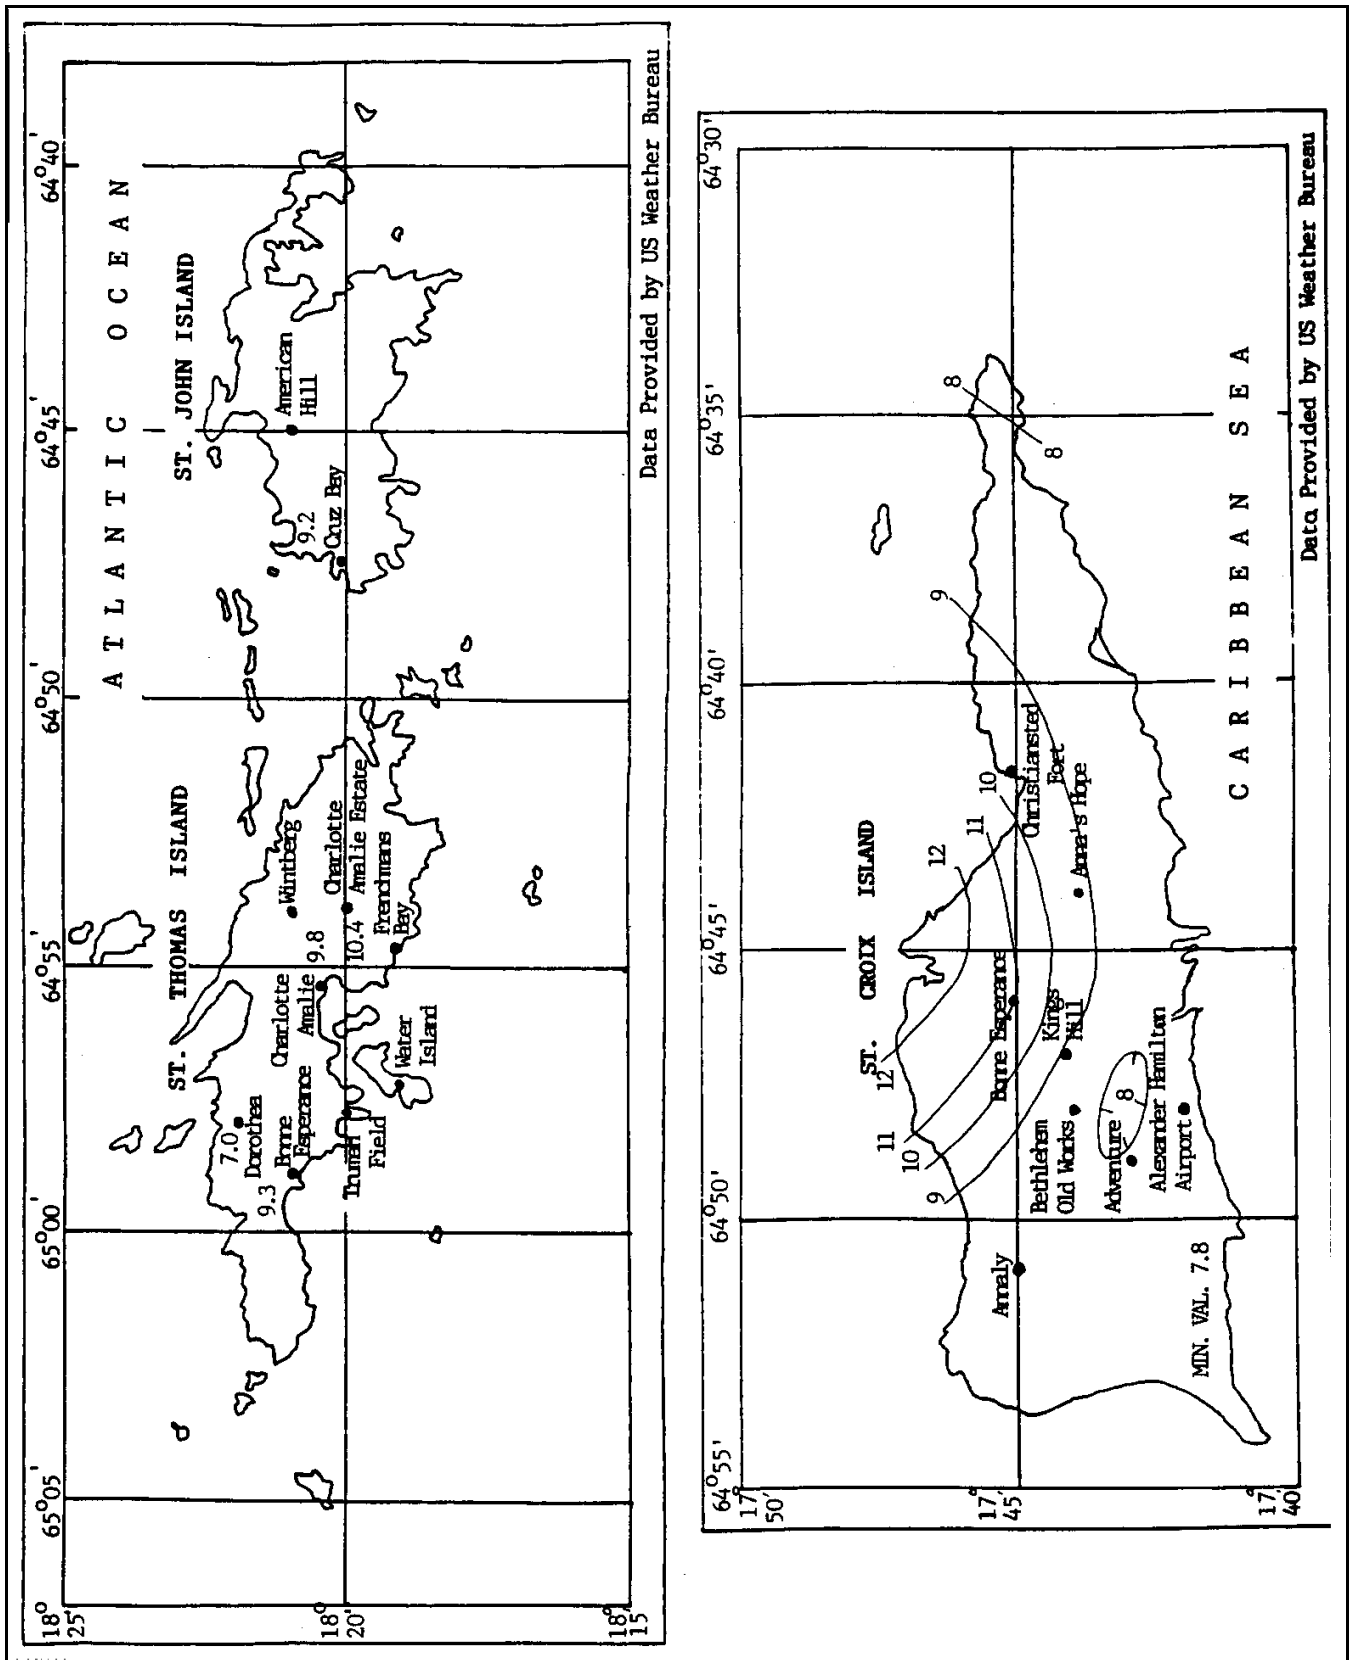 65°05'
65°00'
64°55'
64°50'
64°45'
64°40'
18°
25'
18°
20'
18°
15'
ATLANTIC OCEAN
ST. THOMAS ISLAND
ST. JOHN ISLAND
7.0
Dorothea
9.3
Bonne
Esperance
Charlotte
Amalie
9.8
Wintberg
Charlotte
Amalie Estate
10.4
Frenchmans
Bay
Truman
Field
Water
Island
9.2
Cruz Bay
American
Hill
Data Provided by US Weather Bureau
64°55'
64°50'
64°45'
64°40'
64°35'
64°30'
17°
50'
17°
45'
17°
40'
ST. CROIX ISLAND
12
12
11
11
10
10
9
9
8
8
8
Annaly
Bonne Esperance
Christiansted
Fort
Kings
Hill
Anna's Hope
Bethlehem
Old Works
Adventure
Alexander Hamilton
Airport
MIN. VAL. 7.8
CARIBBEAN SEA
Data Provided by US Weather Bureau